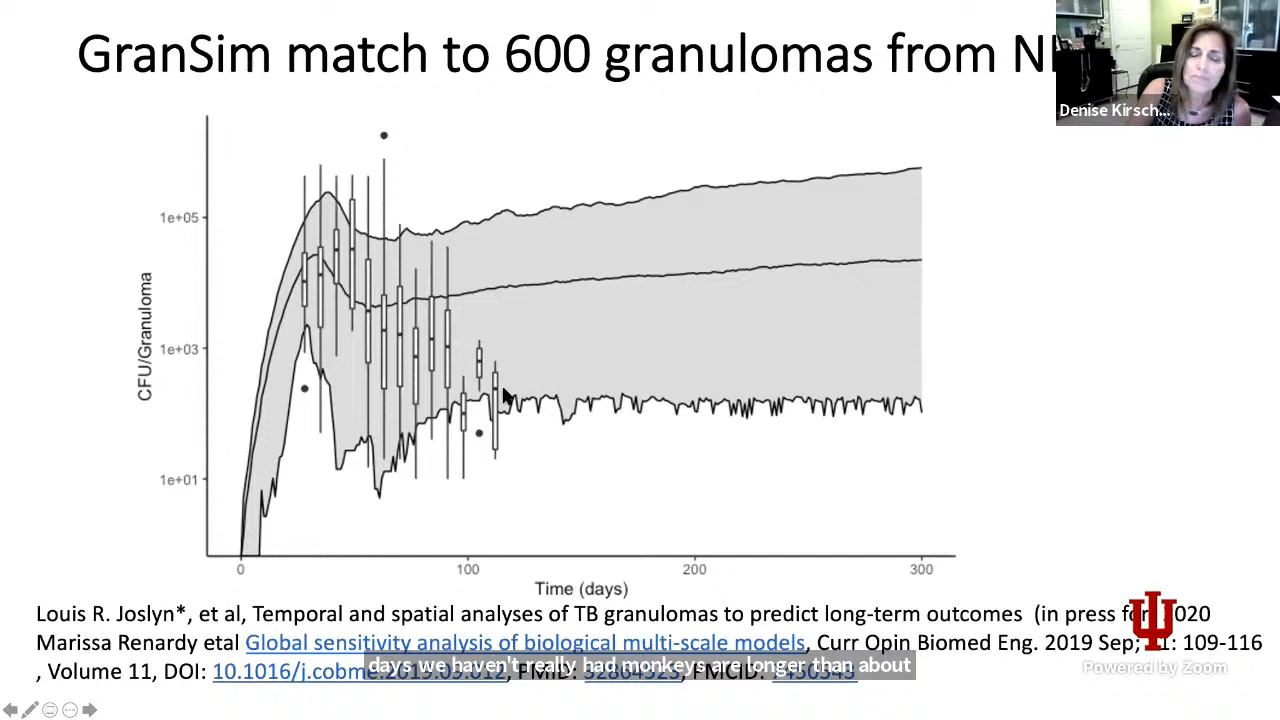 GranSim match to 600 granulomas from N
Denise Kirsch...
1e+05
1e+03
1e+01
CFU/Granuloma
0
100
200
300
Time (days)
Louis R. Joslyn*, et al, Temporal and spatial analyses of TB granulomas to predict long-term outcomes (in press for 2020
Marissa Renardy etal Global sensitivity analysis of biological multi-scale models, Curr Opin Biomed Eng. 2019 Sep; 11: 109-116
, Volume 11, DOI: 10.1016/j.cobme.2019.09.012, PMID:
days we haven't really had monkeys are longer than about
Powered by Zoom